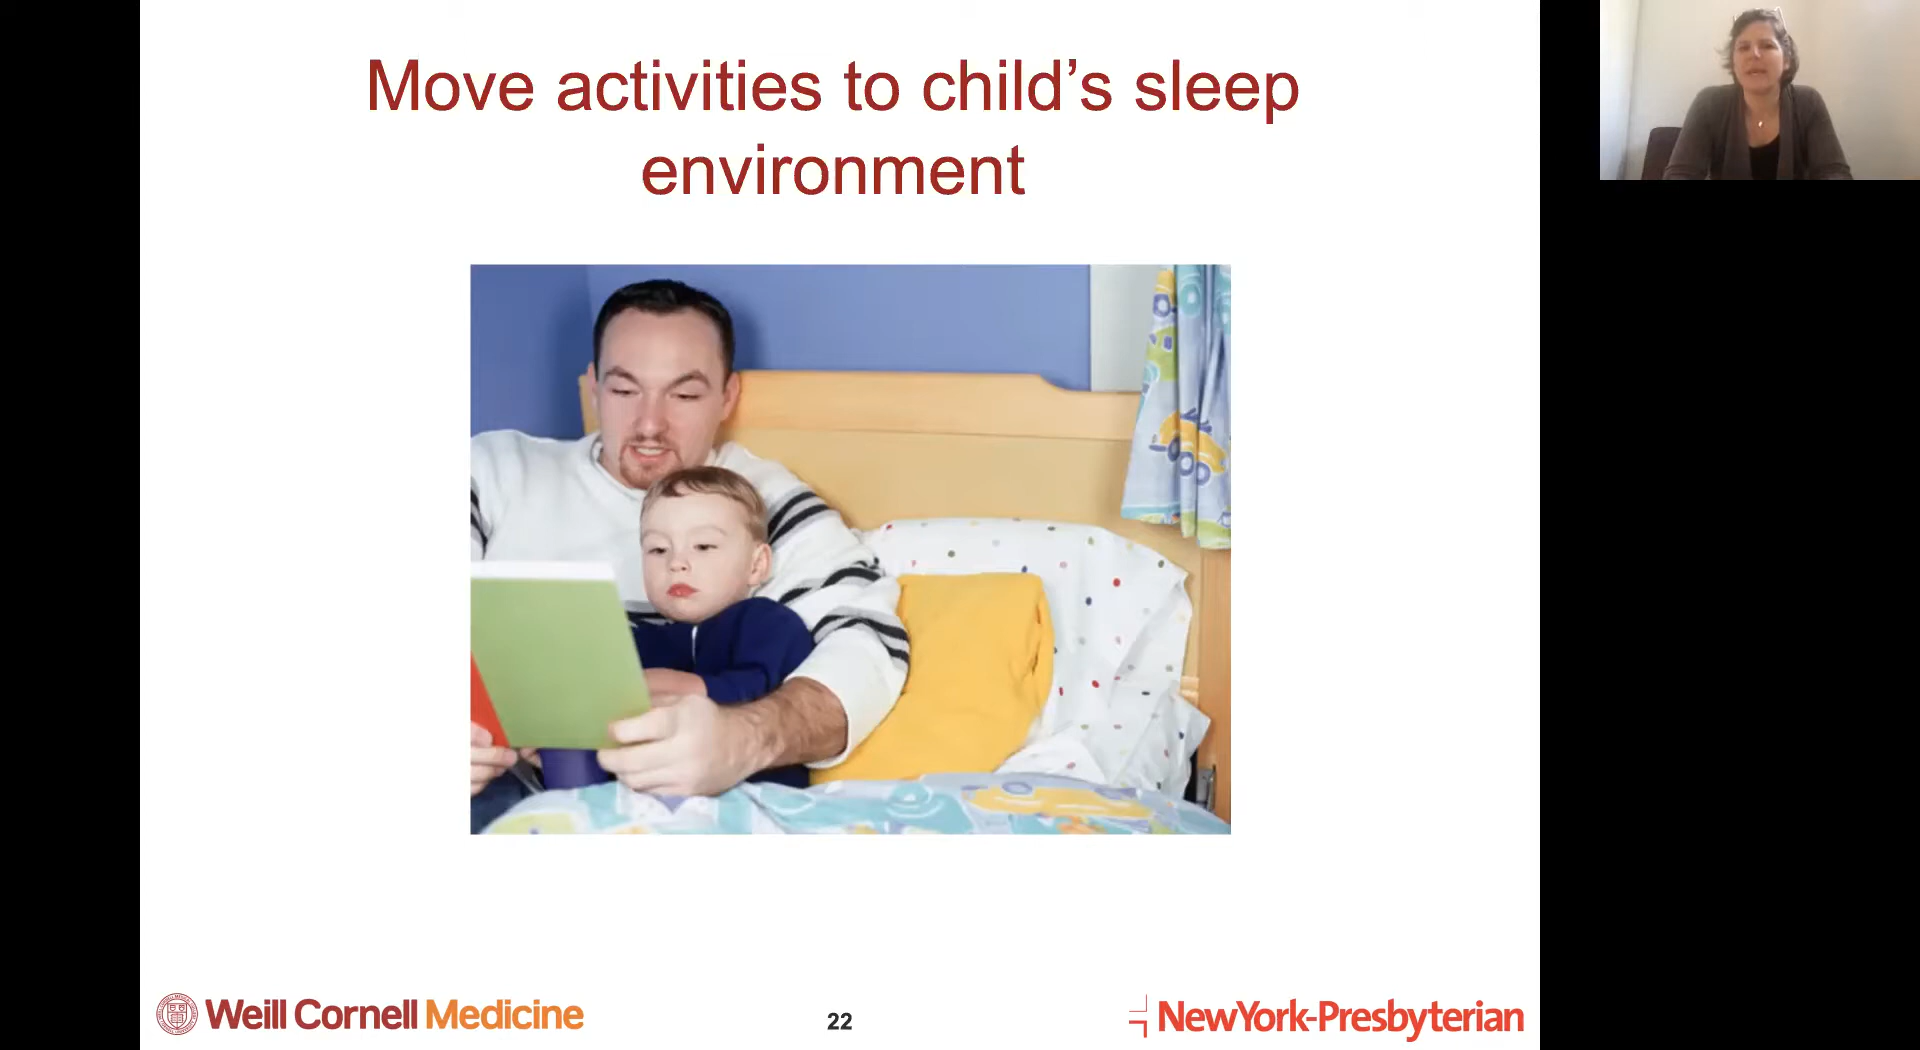 Move activities to child’s sleep
environment
Weill Cornell Medicine
22
NewYork-Presbyterian